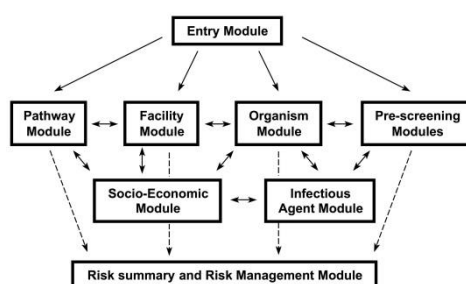 Entry Module
Pathway
Module
Facility
Module
Organism
Module
Pre-screening
Modules
Socio-Economic
Module
Infectious
Agent Module
Risk summary and Risk Management Module